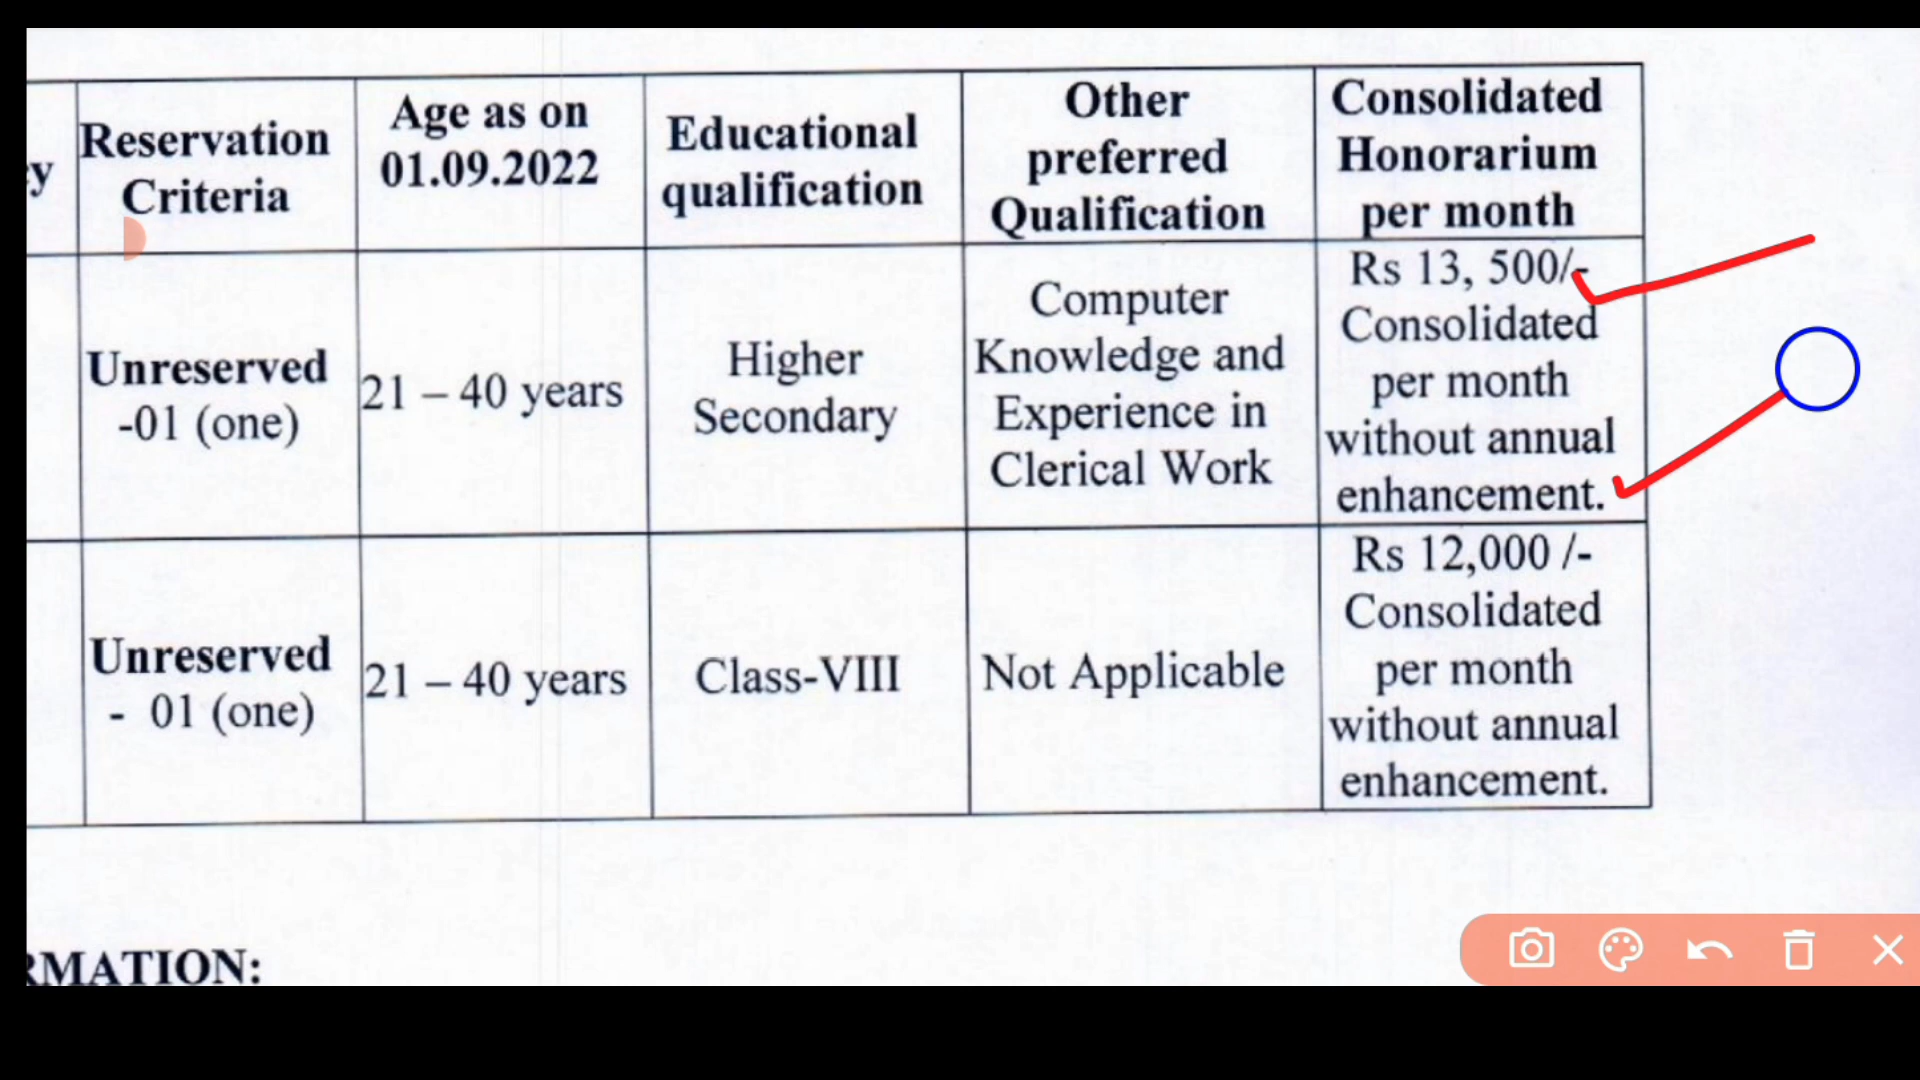 y
Reservation
Criteria
Age as on
01.09.2022
Educational
qualification
Other
preferred
Qualification
Consolidated
Honorarium
per month
Unreserved
-01 (one)
21 – 40 years
Higher
Secondary
Computer
Knowledge and
Experience in
Clerical Work
Rs 13, 500/-
Consolidated
per month
without annual
enhancement.
Unreserved
- 01 (one)
21 – 40 years
Class-VIII
Not Applicable
Rs 12,000 /-
Consolidated
per month
without annual
enhancement.
RMATION: